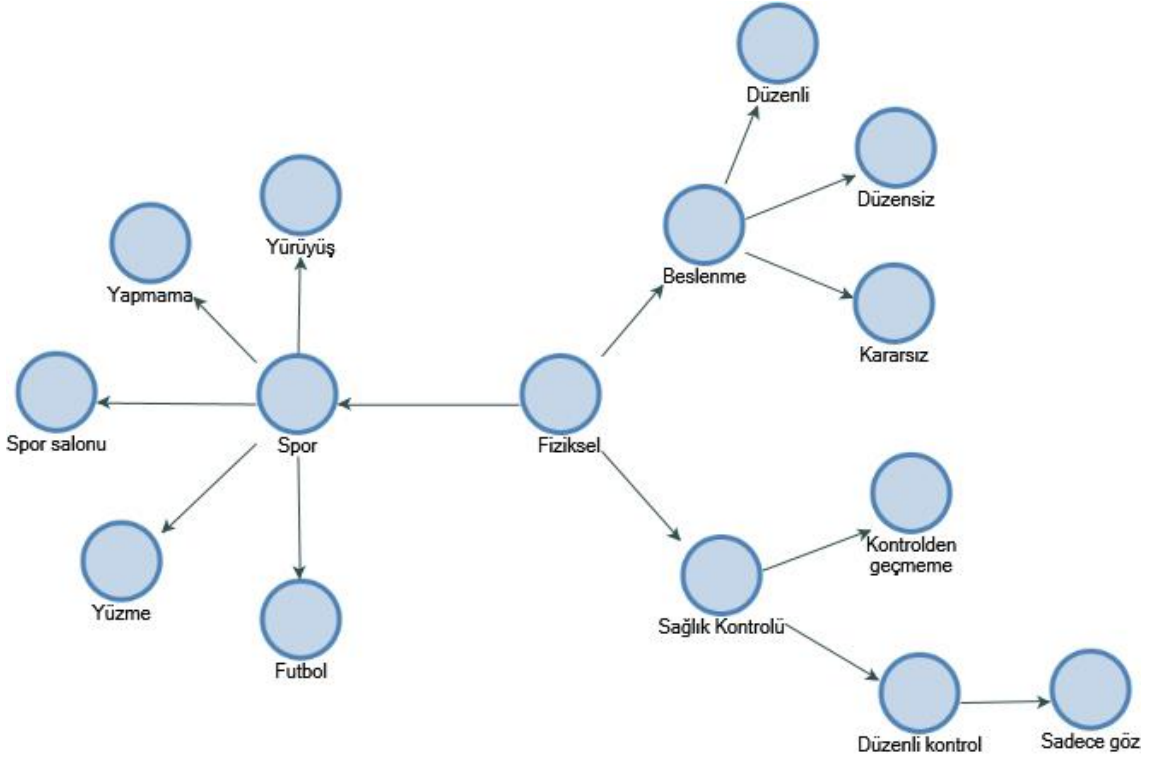 Düzenli
Düzensiz
Yürüyüş
Beslenme
Yapmama
Kararsız
Spor salonu
Spor
Fiziksel
Kontrolden
geçmeme
Yüzme
Sağlık Kontrolü
Futbol
Düzenli kontrol
Sadece göz